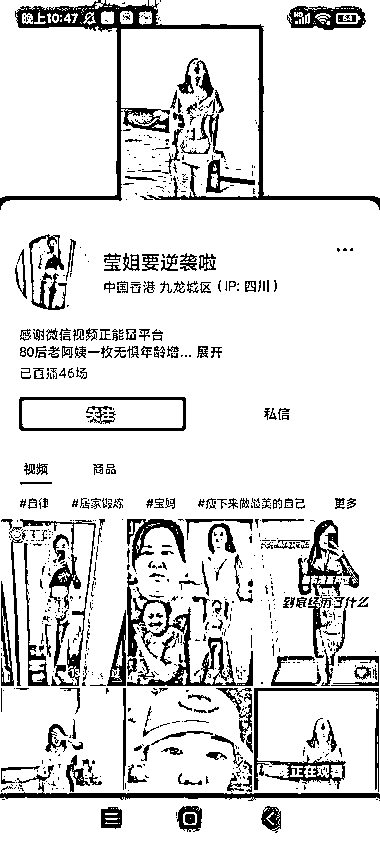 晚上10:47
64
莹姐要逆袭啦
中国香港 九龙城区（IP: 四川）
感谢微信视频正能量平台
80后老阿姨一枚无惧年龄增... 展开
已直播46场
关注
私信
视频
商品
#自律 #居家锻炼 #宝妈 #瘦下来做最美的自己 更多
到底经历了什么
正在观看